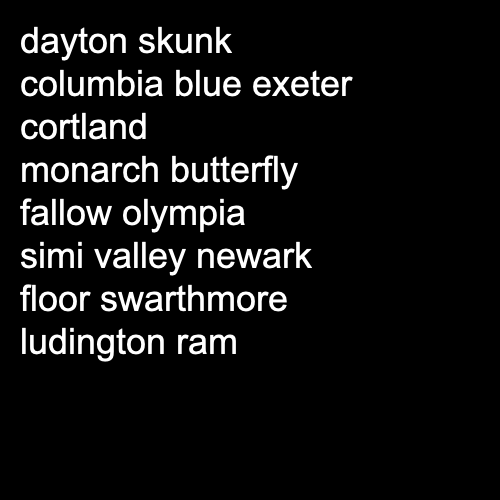 dayton skunk
columbia blue exeter
cortland
monarch butterfly
fallow olympia
simi valley newark
floor swarthmore
ludington ram